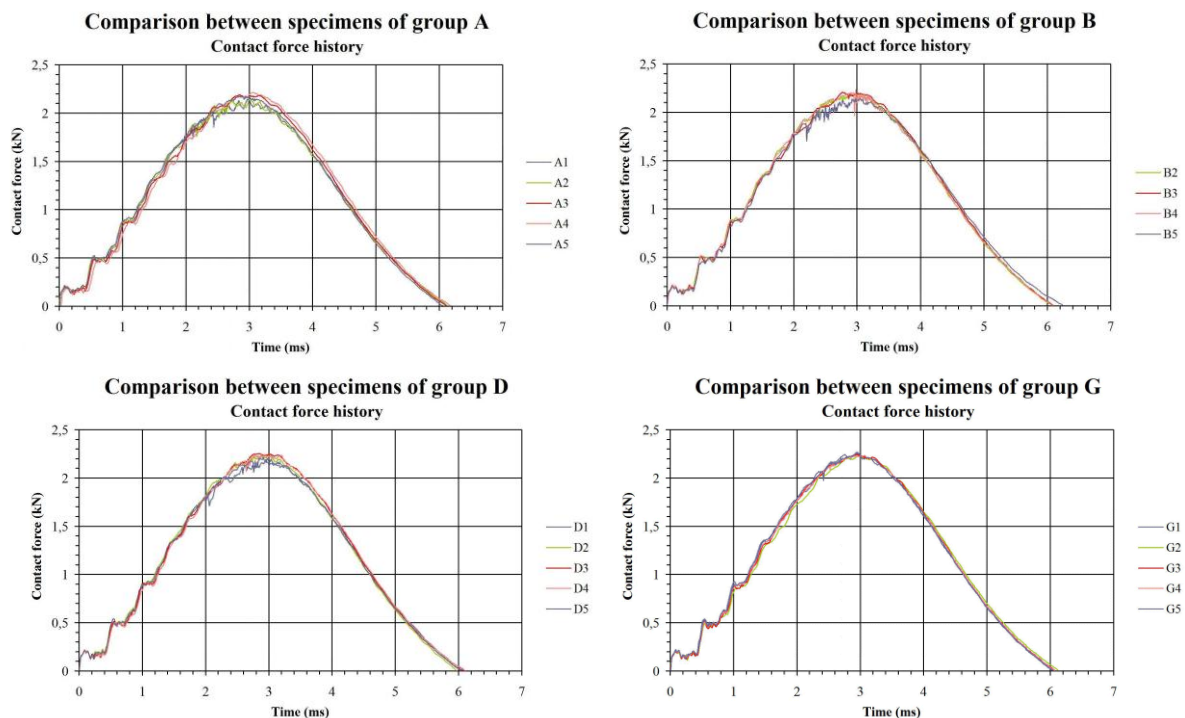 Comparison between specimens of group A
Contact force history
Contact force (kN)
2,5
2
1,5
1
0,5
0
0 1 2 3 4 5 6 7
Time (ms)
A1
A2
A3
A4
A5
Comparison between specimens of group B
Contact force history
Contact force (kN)
2,5
2
1,5
1
0,5
0
0 1 2 3 4 5 6 7
Time (ms)
B2
B3
B4
B5
Comparison between specimens of group D
Contact force history
Contact force (kN)
2,5
2
1,5
1
0,5
0
0 1 2 3 4 5 6 7
Time (ms)
D1
D2
D3
D4
D5
Comparison between specimens of group G
Contact force history
Contact force (kN)
2,5
2
1,5
1
0,5
0
0 1 2 3 4 5 6 7
Time (ms)
G1
G2
G3
G4
G5